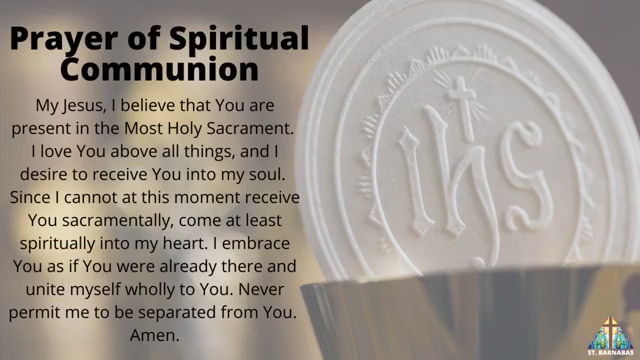 Prayer of Spiritual
Communion
My Jesus, I believe that You are
present in the Most Holy Sacrament.
I love You above all things, and I
desire to receive You into my soul.
Since I cannot at this moment receive
You sacramentally, come at least
spiritually into my heart. I embrace
You as if You were already there and
unite myself wholly to You. Never
permit me to be separated from You.
Amen.
ihs
ST. BARNABAS